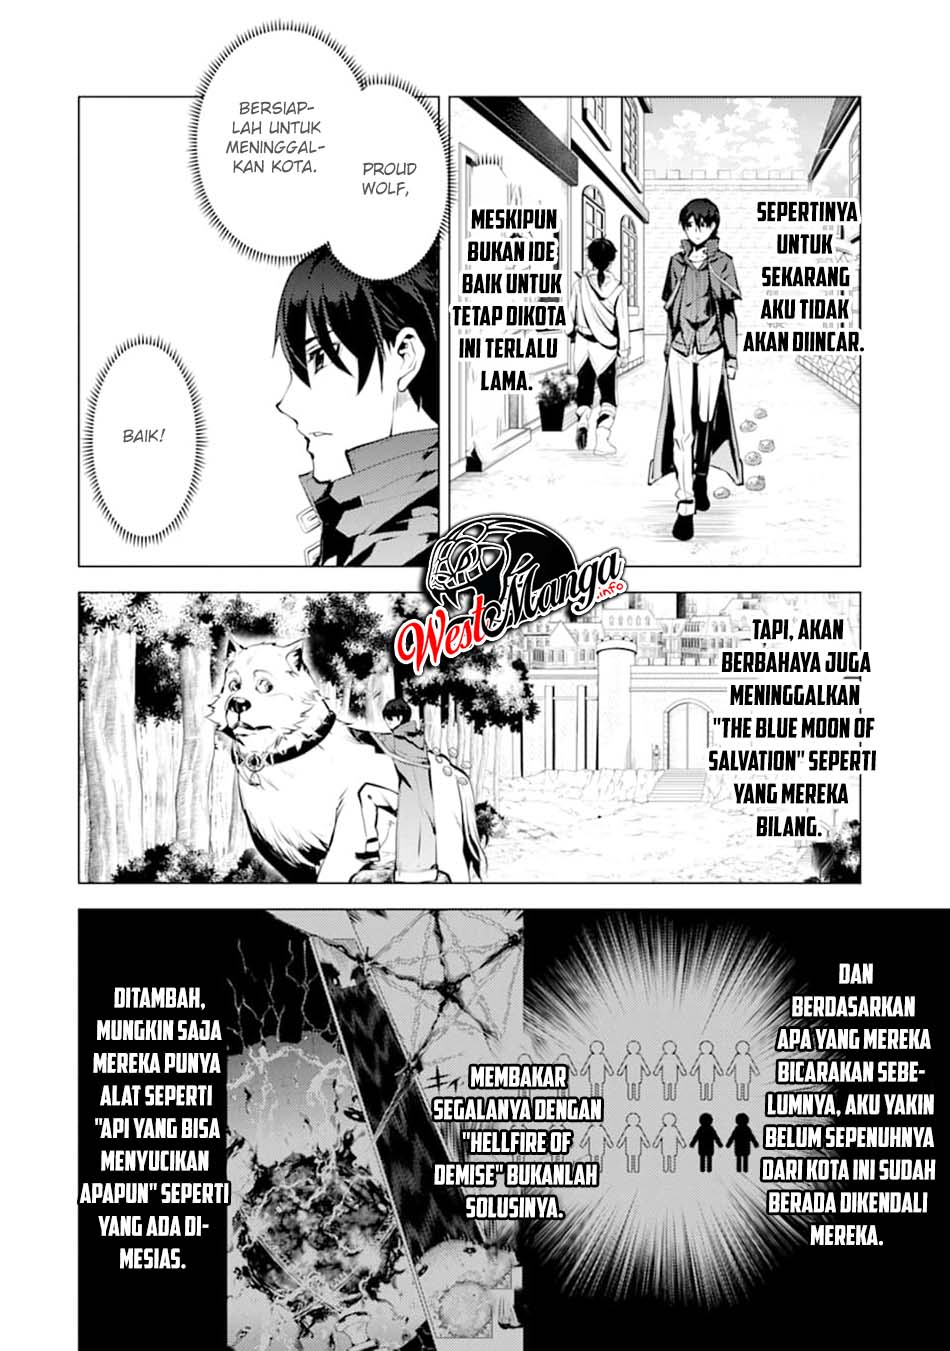 SEPERTINYA
UNTUK
SEKARANG
AKU TIDAK
AKAN DIINCAR.
MESKIPUN
BUKAN IDE
BAIK UNTUK
TETAP DIKOTA
INI TERLALU
LAMA.
PROUD
WOLF,
BERSIAP-
LAH UNTUK
MENINGGAL-
KAN KOTA.
BAIK!
WestManga
.info
TAPI, AKAN
BERBAHAYA JUGA
MENINGGALKAN
"THE BLUE MOON OF
SALVATION" SEPERTI
YANG MEREKA
BILANG.
DAN
BERDASARKAN
APA YANG MEREKA
BICARAKAN SEBE-
LUMNYA, AKU YAKIN
BELUM SEPENUHNYA
DARI KOTA INI SUDAH
BERADA DIKENDALI
MEREKA.
MEMBAKAR
SEGALANYA DENGAN
"HELLFIRE OF
DEMISE" BUKANLAH
SOLUSINYA.
DITAMBAH,
MUNGKIN SAJA
MEREKA PUNYA
ALAT SEPERTI
"API YANG BISA
MENYUCIKAN
APAPUN" SEPERTI
YANG ADA DI-
MESIAS.